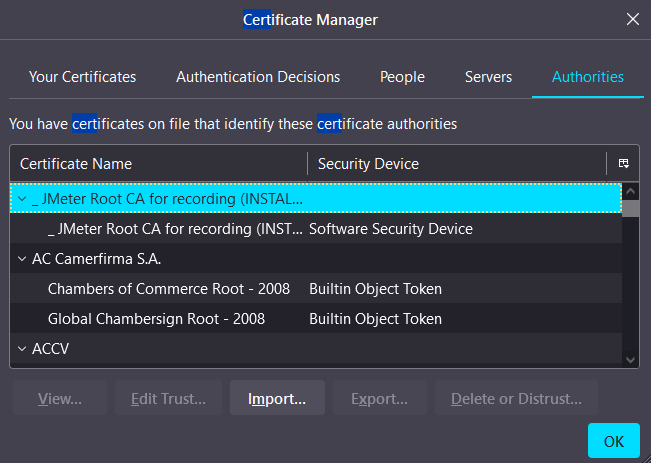 Certificate Manager
Your Certificates Authentication Decisions People Servers Authorities
You have certificates on file that identify these certificate authorities
Certificate Name Security Device
_ JMeter Root CA for recording (INSTAL...
_ JMeter Root CA for recording (INST... Software Security Device
AC Camerfirma S.A.
Chambers of Commerce Root - 2008 Builtin Object Token
Global Chambersign Root - 2008 Builtin Object Token
ACCV
View... Edit Trust... Import... Export... Delete or Distrust...
OK